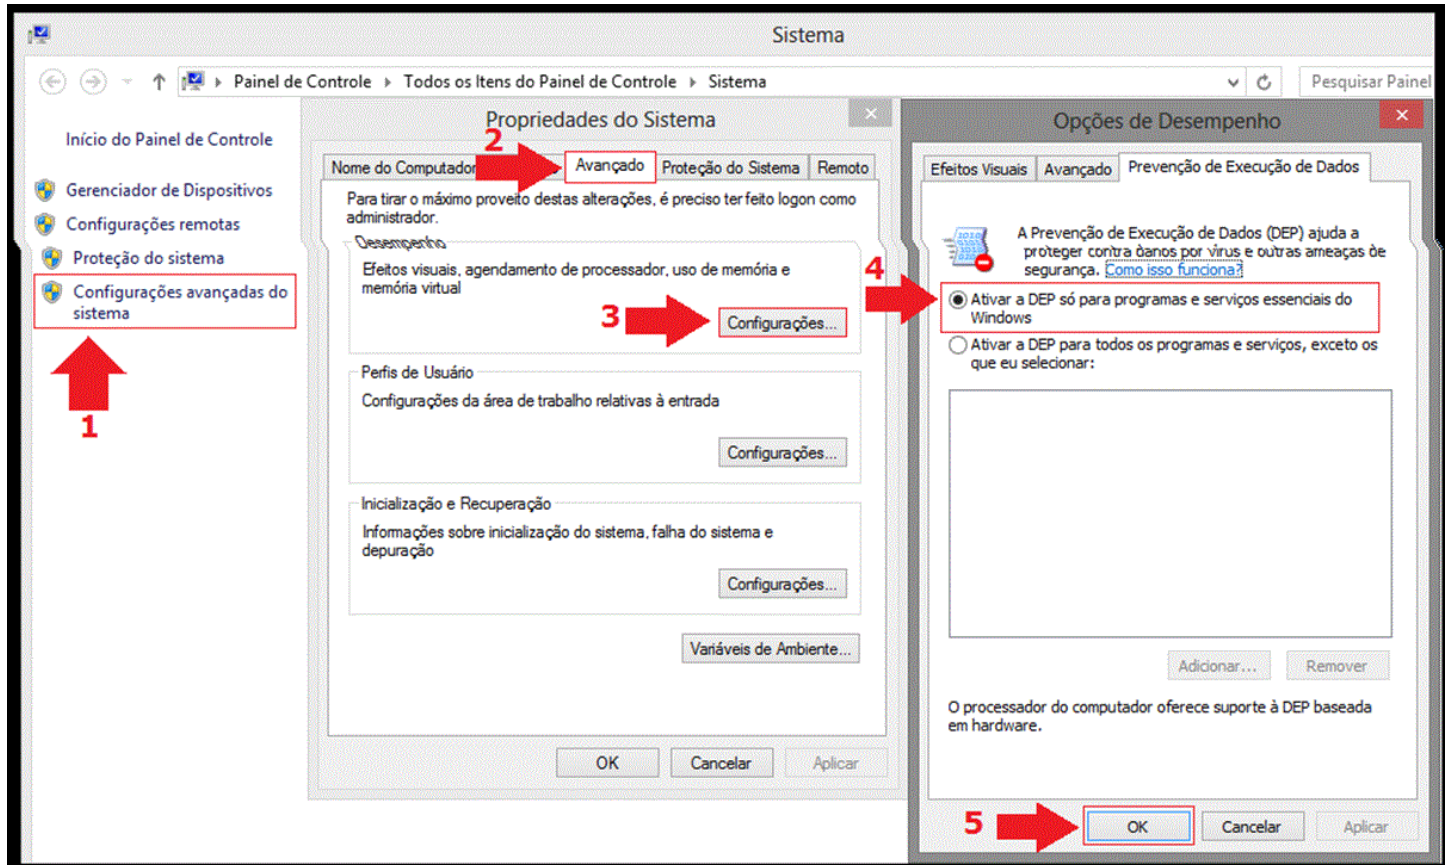 Sistema
Painel de Controle Todos os Itens do Painel de Controle Sistema
Pesquisar Painel
Início do Painel de Controle
Gerenciador de Dispositivos
Configurações remotas
Proteção do sistema
Configurações avançadas do
sistema
1
Propriedades do Sistema
2
Nome do Computador
Avançado
Proteção do Sistema
Remoto
Para tirar o máximo proveito destas alterações, é preciso ter feito logon como
administrador.
Desempenho
Efeitos visuais, agendamento de processador, uso de memória e
memória virtual
3
Configurações...
Perfis de Usuário
Configurações da área de trabalho relativas à entrada
Configurações...
Inicialização e Recuperação
Informações sobre inicialização do sistema, falha do sistema e
depuração
Configurações...
Variáveis de Ambiente...
OK
Cancelar
Aplicar
Opções de Desempenho
Efeitos Visuais
Avançado
Prevenção de Execução de Dados
A Prevenção de Execução de Dados (DEP) ajuda a
proteger contra danos por vírus e outras ameaças de
segurança. Como isso funciona?
4
Ativar a DEP só para programas e serviços essenciais do
Windows
Ativar a DEP para todos os programas e serviços, exceto os
que eu selecionar:
Adicionar...
Remover
O processador do computador oferece suporte à DEP baseada
em hardware.
5
OK
Cancelar
Aplicar